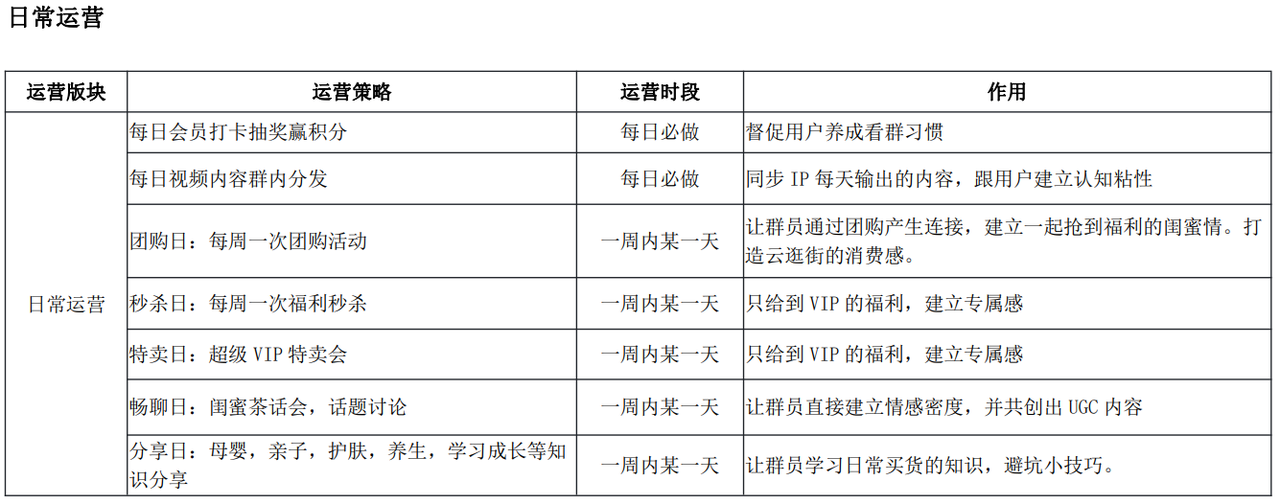 日常运营
运营版块 运营策略 运营时段 作用
每日会员打卡抽奖赢积分 每日必做 督促用户养成看群习惯
每日视频内容群内分发 每日必做 同步 IP 每天输出的内容，跟用户建立认知粘性
团购日：每周一次团购活动 一周内某一天 让群员通过团购产生连接，建立一起抢到福利的闺蜜情。打
造云逛街的消费感。
日常运营 秒杀日：每周一次福利秒杀 一周内某一天 只给到 VIP 的福利，建立专属感
特卖日：超级 VIP 特卖会 一周内某一天 只给到 VIP 的福利，建立专属感
畅聊日：闺蜜茶话会，话题讨论 一周内某一天 让群员直接建立情感密度，并共创出 UGC 内容
分享日：母婴，亲子，护肤，养生，学习成长等知
识分享 一周内某一天 让群员学习日常买货的知识，避坑小技巧。